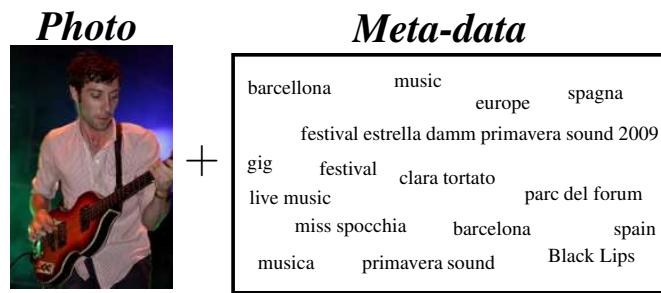 Photo
Meta-data
barcellona
music
europe
spagna
festival estrella damm primavera sound 2009
gig
festival
clara tortato
parc del forum
live music
miss spocchia
barcelona
spain
musica
primavera sound
Black Lips
+